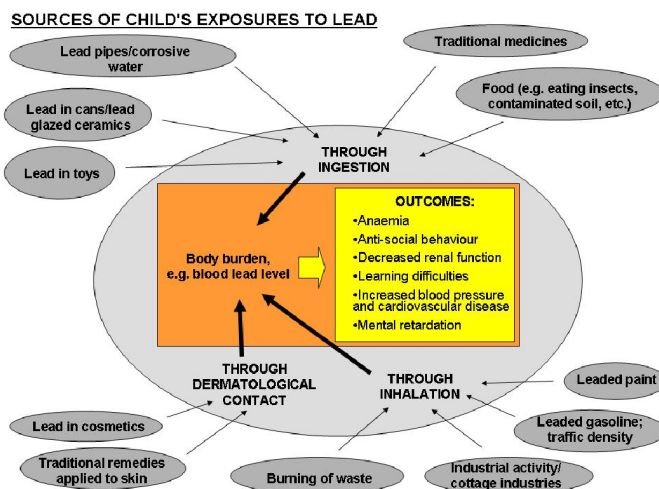 SOURCES OF CHILD'S EXPOSURES TO LEAD
Lead pipes/corrosive
water
Traditional medicines
Food (e.g. eating insects,
contaminated soil, etc.)
Lead in cans/lead
glazed ceramics
Lead in toys
THROUGH
INGESTION
OUTCOMES:
•Anaemia
•Anti-social behaviour
•Decreased renal function
•Learning difficulties
•Increased blood pressure
and cardiovascular disease
•Mental retardation
Body burden,
e.g. blood lead level
THROUGH
DERMATOLOGICAL
CONTACT
THROUGH
INHALATION
Leaded paint
Leaded gasoline;
traffic density
Lead in cosmetics
Traditional remedies
applied to skin
Burning of waste
Industrial activity/
cottage industries